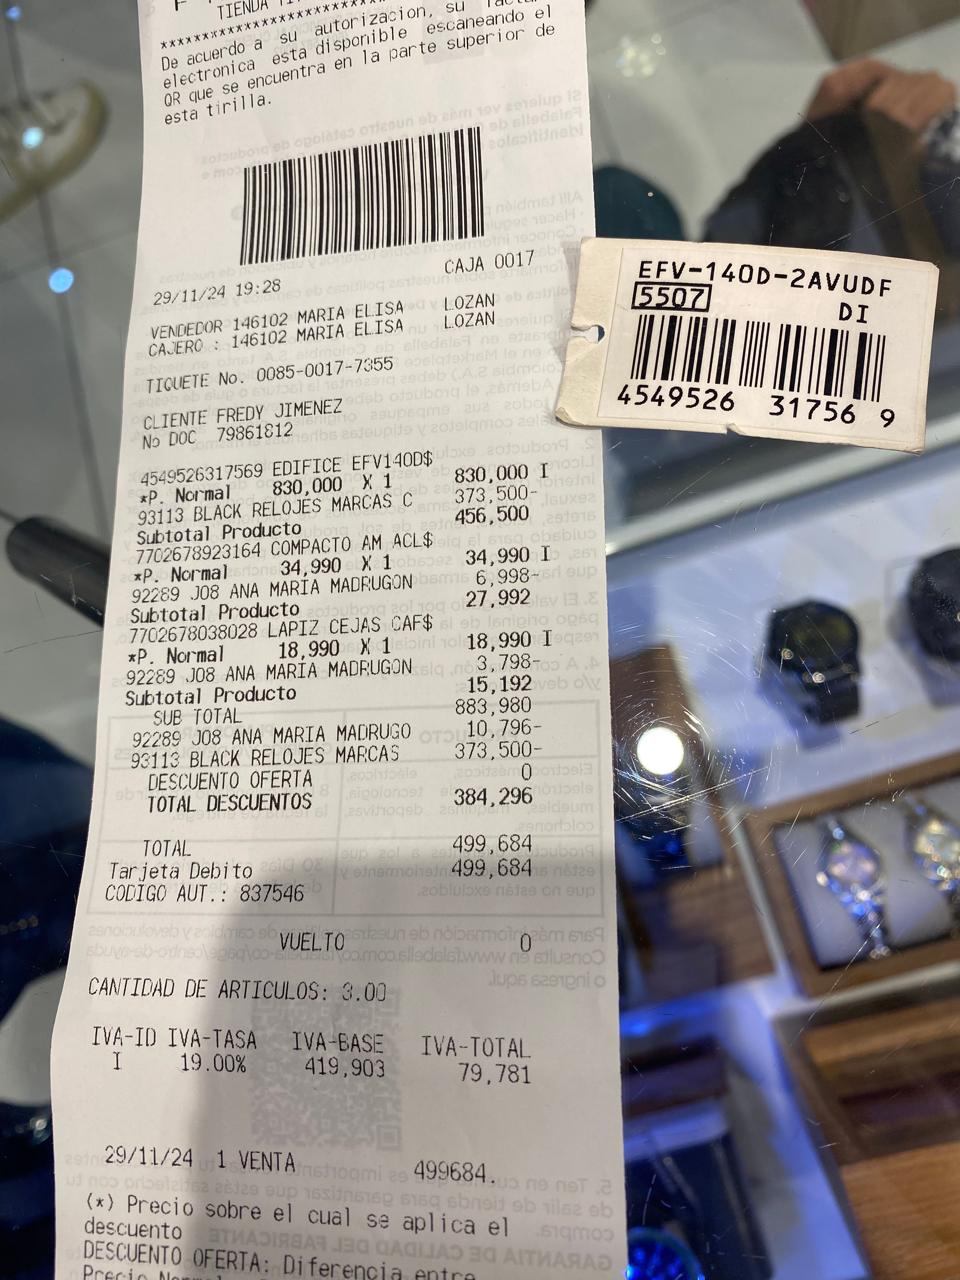 TIENDA
**********************
De acuerdo a su autorizacion, su
electronica esta disponible escaneando el
QR que se encuentra en la parte superior de
esta tirilla.
29/11/24 19:28 CAJA 0017
VENDEDOR 146102 MARIA ELISA LOZAN
CAJERO : 146102 MARIA ELISA LOZAN
TIQUETE No. 0085-0017-7355
CLIENTE FREDY JIMENEZ
No DOC 79861812
4549526317569 EDIFICE EFV140D$
*P. Normal 830,000 X 1 830,000 I
93113 BLACK RELOJES MARCAS C 373,500-
Subtotal Producto 456,500
7702678923164 COMPACTO AM ACL$
*P. Normal 34,990 X 1 34,990 I
92289 J08 ANA MARIA MADRUGON 6,998-
Subtotal Producto 27,992
7702678038028 LAPIZ CEJAS CAF$
*P. Normal 18,990 X 1 18,990 I
92289 J08 ANA MARIA MADRUGON 3,798-
Subtotal Producto 15,192
SUB TOTAL 883,980
92289 J08 ANA MARIA MADRUGO 10,796-
93113 BLACK RELOJES MARCAS 373,500-
DESCUENTO OFERTA 0
TOTAL DESCUENTOS 384,296
TOTAL 499,684
Tarjeta Debito 499,684
CODIGO AUT.: 837546
VUELTO 0
CANTIDAD DE ARTICULOS: 3.00
IVA-ID IVA-TASA IVA-BASE IVA-TOTAL
I 19.00% 419,903 79,781
29/11/24 1 VENTA 499684.
(*) Precio sobre el cual se aplica el
descuento
DESCUENTO OFERTA: Diferencia entre
EFV-140D-2AVUDF
5507 DI
4549526 31756 9